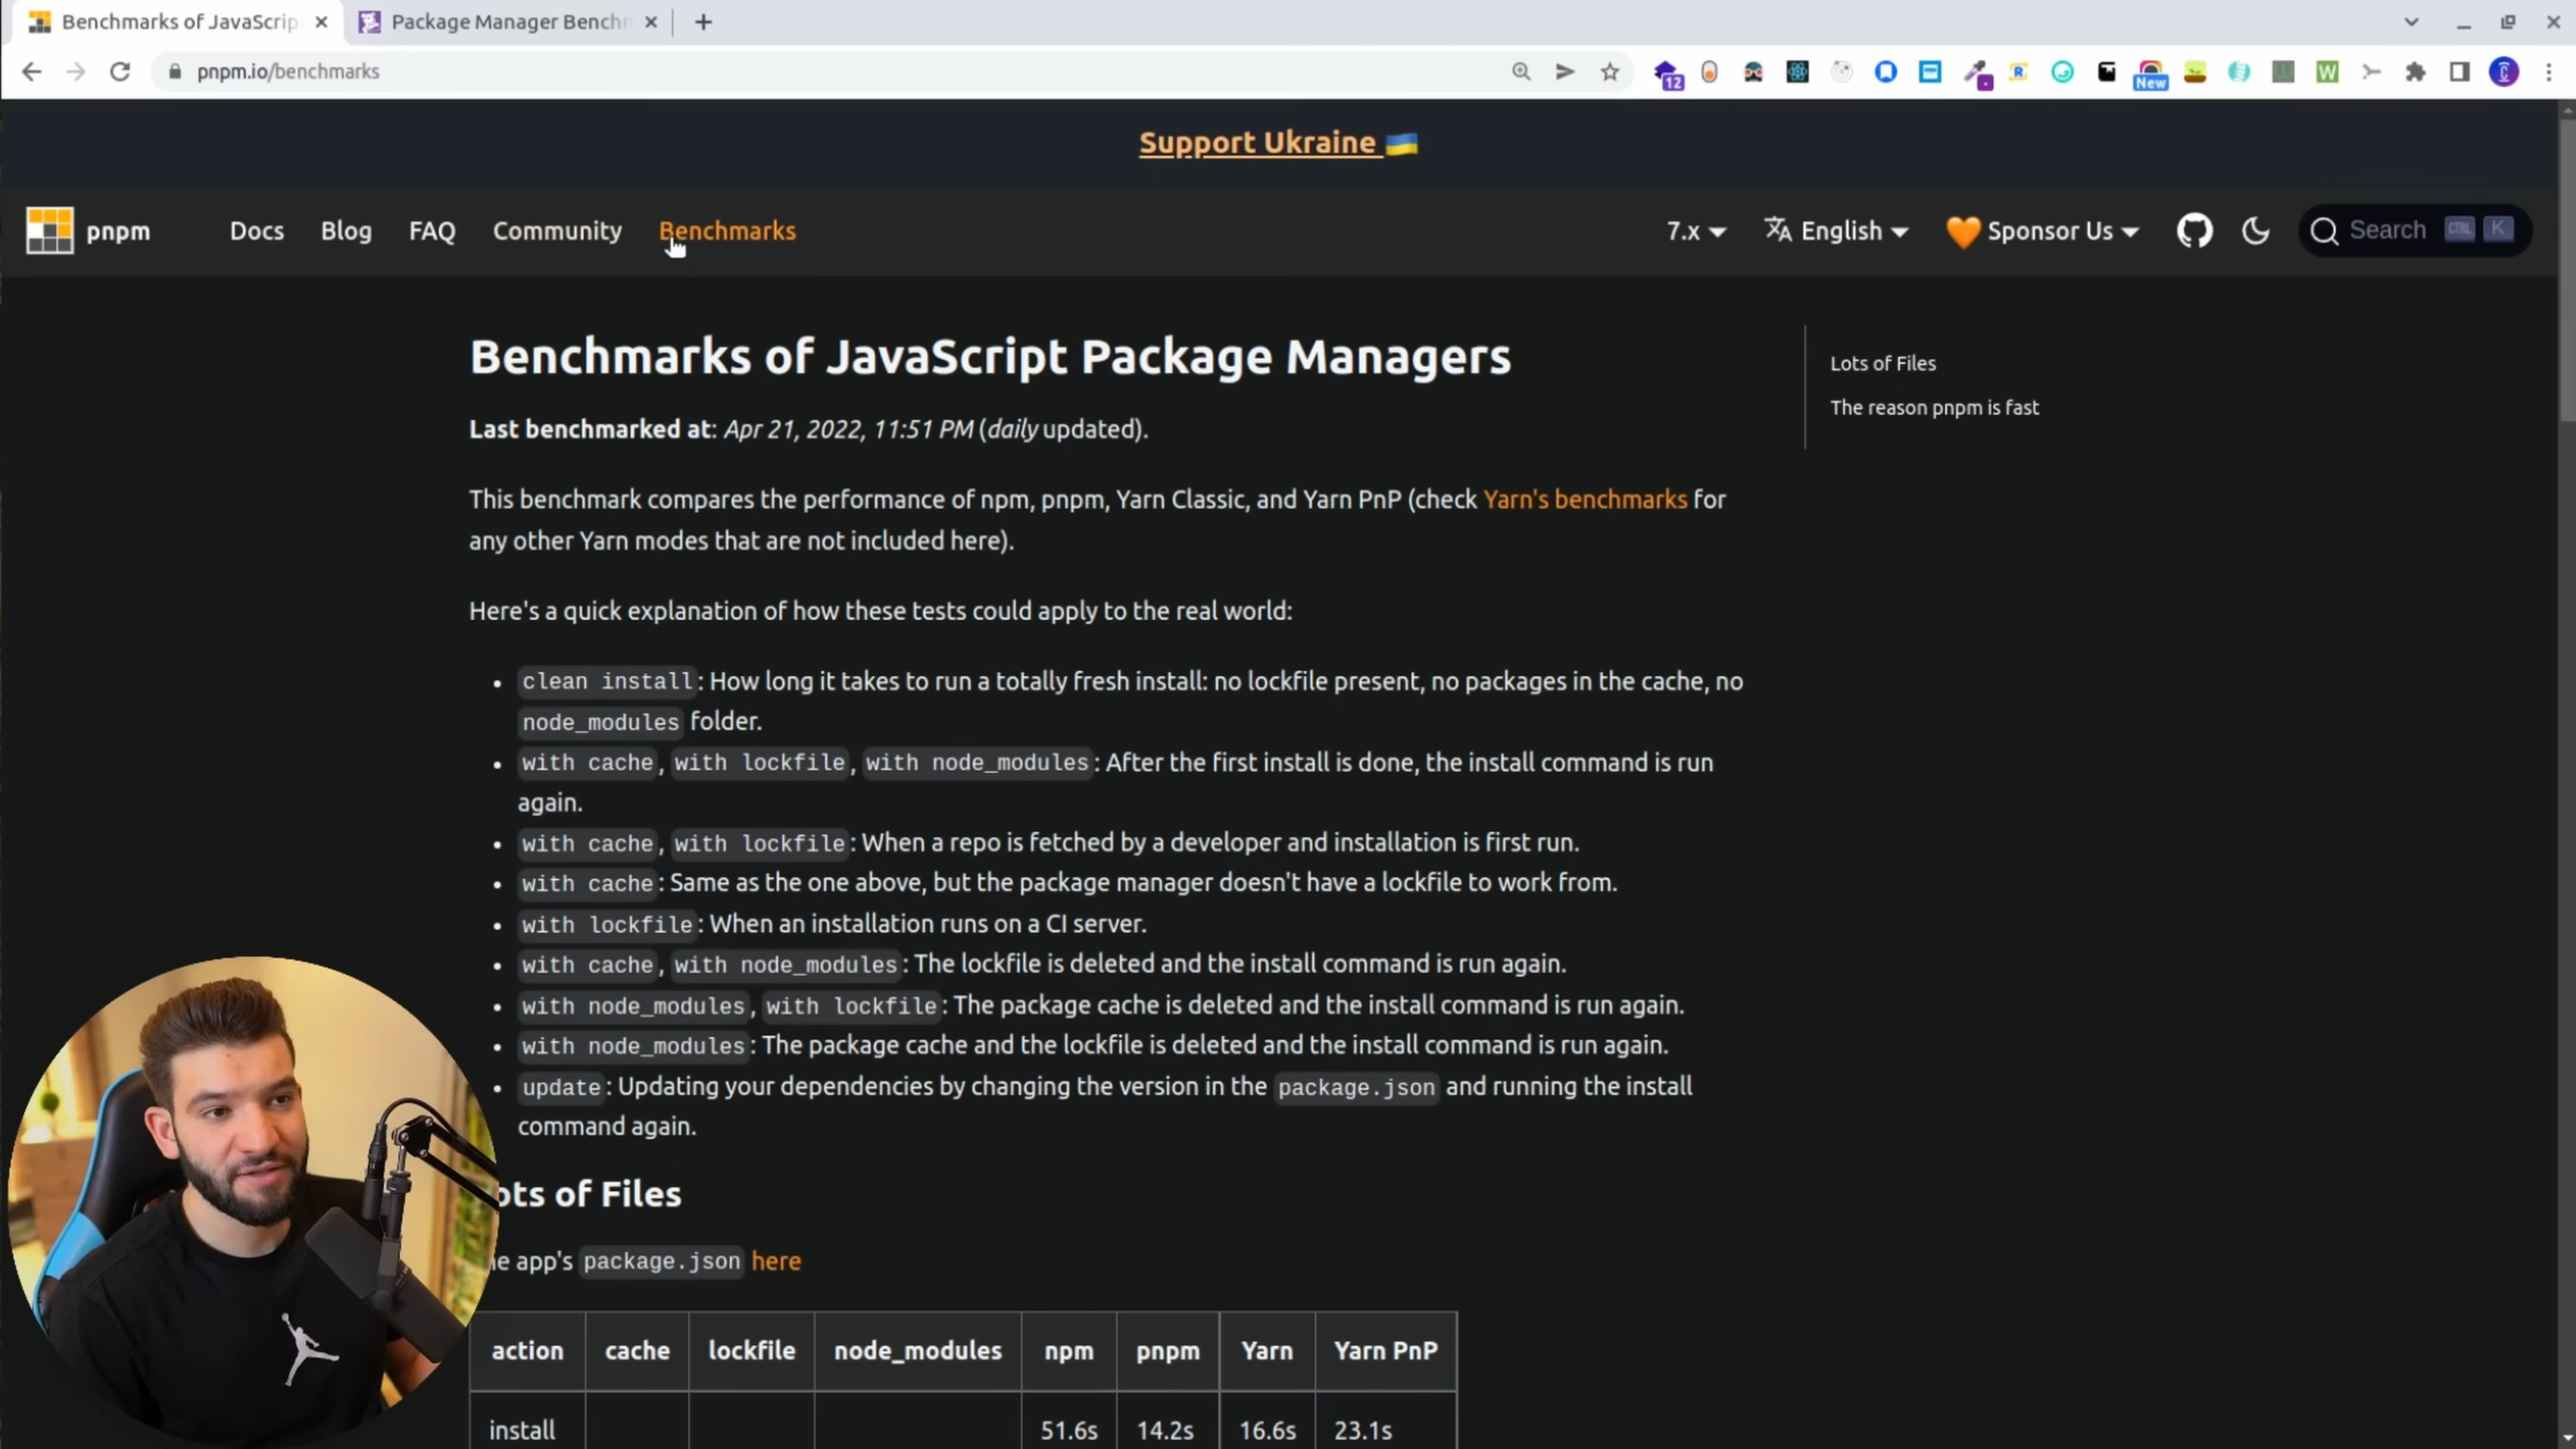 Benchmarks of JavaScrip
Package Manager Bench
pnpm.io/benchmarks
12
New
Support Ukraine
pnpm
Docs
Blog
FAQ
Community
Benchmarks
7.x
English
Sponsor Us
Search
CTRL
K
Benchmarks of JavaScript Package Managers
Last benchmarked at: Apr 21, 2022, 11:51 PM (daily updated).
This benchmark compares the performance of npm, pnpm, Yarn Classic, and Yarn PnP (check Yarn's benchmarks for
any other Yarn modes that are not included here).
Here's a quick explanation of how these tests could apply to the real world:
clean install: How long it takes to run a totally fresh install: no lockfile present, no packages in the cache, no
node_modules folder.
with cache, with lockfile, with node_modules: After the first install is done, the install command is run
again.
with cache, with lockfile: When a repo is fetched by a developer and installation is first run.
with cache: Same as the one above, but the package manager doesn't have a lockfile to work from.
with lockfile: When an installation runs on a CI server.
with cache, with node_modules: The lockfile is deleted and the install command is run again.
with node_modules, with lockfile: The package cache is deleted and the install command is run again.
with node_modules: The package cache and the lockfile is deleted and the install command is run again.
update: Updating your dependencies by changing the version in the package.json and running the install
command again.
ots of Files
e app's package.json here
action cache lockfile node_modules npm pnpm Yarn Yarn PnP
install 51.6s 14.2s 16.6s 23.1s
Lots of Files
The reason pnpm is fast